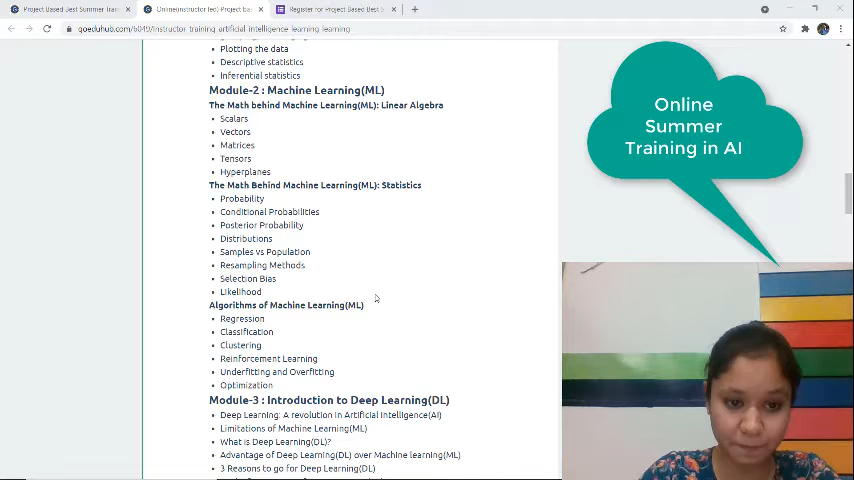 Project Based Best Summer Train
Online(instructor led) Project bas
Register for Project Based Best S
goeduhub.com/6049/instructor-training-artificial-intelligence-learning-learning
Plotting the data
Descriptive statistics
Inferential statistics
Module-2 : Machine Learning(ML)
The Math behind Machine Learning(ML): Linear Algebra
Scalars
Vectors
Matrices
Tensors
Hyperplanes
The Math Behind Machine Learning(ML): Statistics
Probability
Conditional Probabilities
Posterior Probability
Distributions
Samples vs Population
Resampling Methods
Selection Bias
Likelihood
Algorithms of Machine Learning(ML)
Regression
Classification
Clustering
Reinforcement Learning
Underfitting and Overfitting
Optimization
Module-3 : Introduction to Deep Learning(DL)
Deep Learning: A revolution in Artificial Intelligence(AI)
Limitations of Machine Learning(ML)
What is Deep Learning(DL)?
Advantage of Deep Learning(DL) over Machine learning(ML)
3 Reasons to go for Deep Learning(DL)
Online
Summer
Training in AI